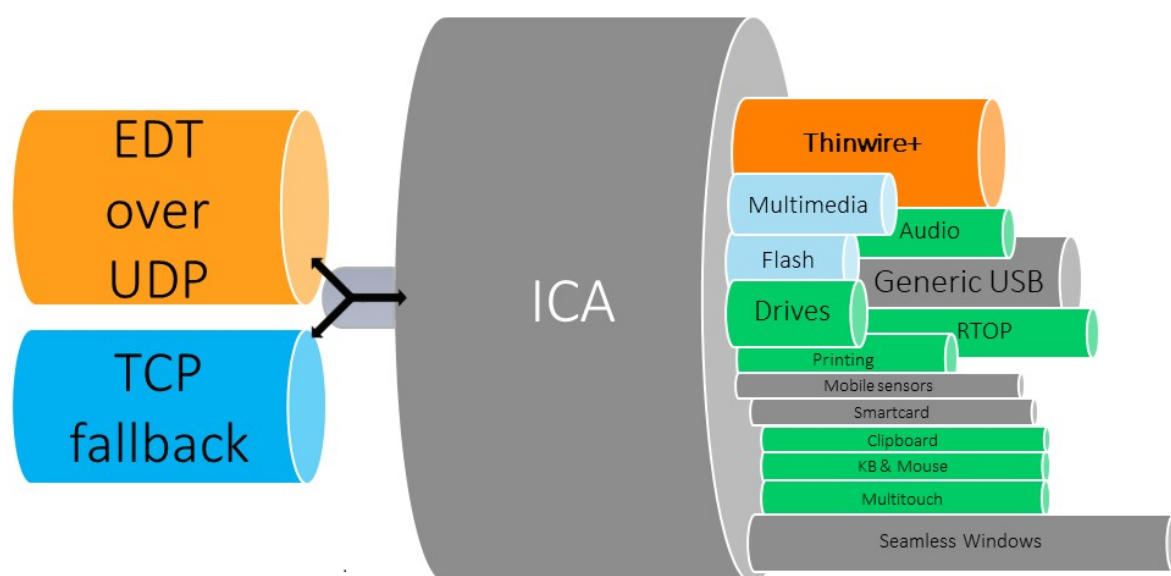 EDT
over
UDP
TCP
fallback
ICA
Thinwire+
Multimedia
Audio
Flash
Generic USB
Drives
RTOP
Printing
Mobile sensors
Smartcard
Clipboard
KB & Mouse
Multitouch
Seamless Windows